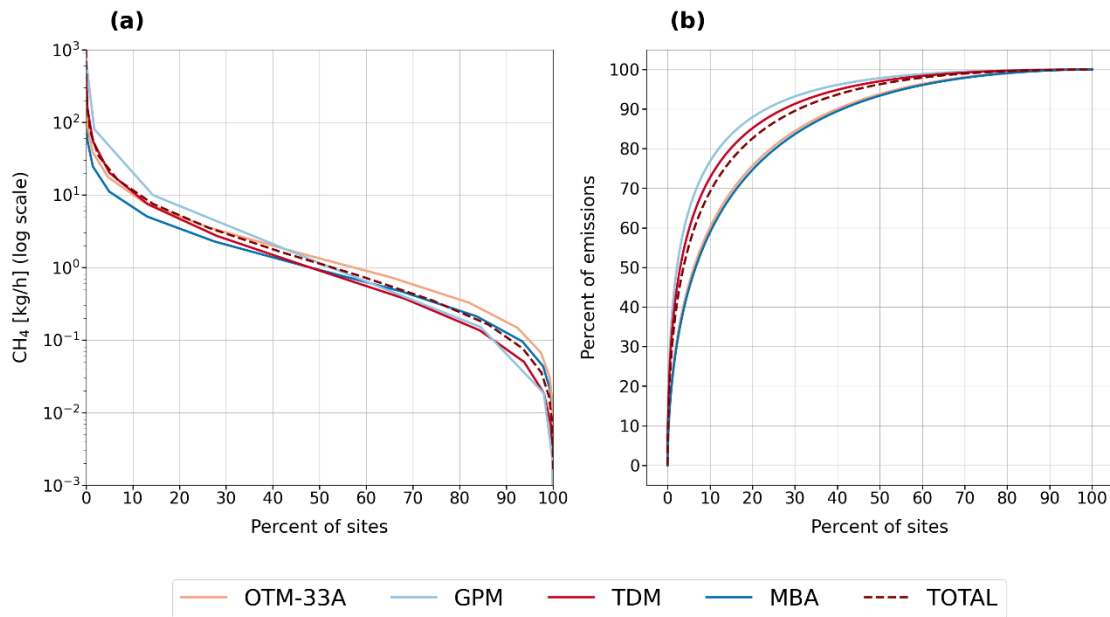 (a)
(b)
CH₄ [kg/h] (log scale)
10³
10²
10¹
10⁰
10⁻¹
10⁻²
10⁻³
0 10 20 30 40 50 60 70 80 90 100
Percent of sites
Percent of emissions
100
90
80
70
60
50
40
30
20
10
0
0 10 20 30 40 50 60 70 80 90 100
Percent of sites
OTM-33A GPM TDM MBA TOTAL